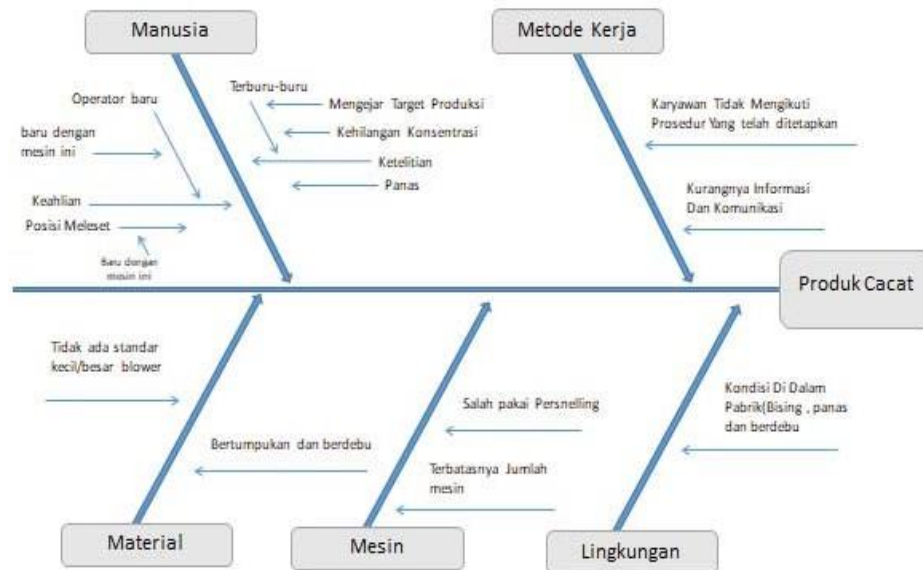 Manusia
Metode Kerja
Terburu-buru
Operator baru
Mengejar Target Produksi
Karyawan Tidak Mengikuti
Prosedur Yang telah ditetapkan
baru dengan
mesin ini
Kehilangan Konsentrasi
Ketelitian
Panas
Keahlian
Kurangnya Informasi
Dan Komunikasi
Posisi Meleset
Baru dengan
mesin ini
Produk Cacat
Tidak ada standar
kecil/besar blower
Salah pakai Persnelling
Kondisi Di Dalam
Pabrik(Bising , panas
dan berdebu
Bertumpukan dan berdebu
Terbatasnya Jumlah
mesin
Material
Mesin
Lingkungan